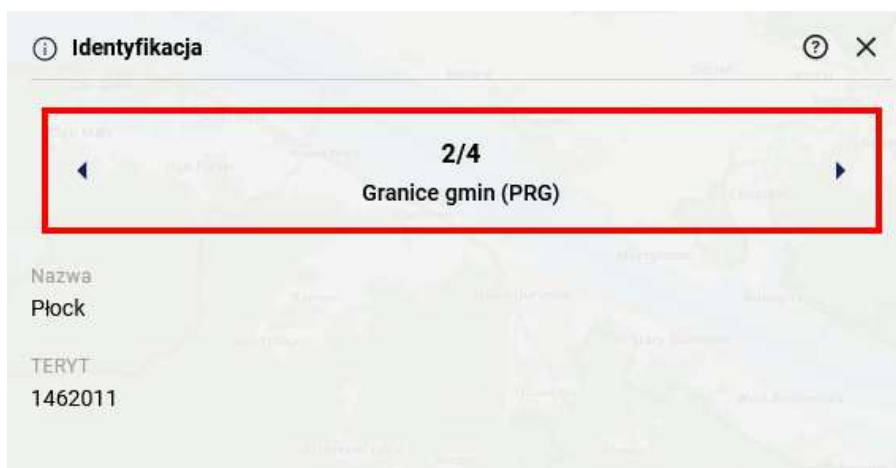 Identyfikacja
2/4
Granice gmin (PRG)
Nazwa
Płock
TERYT
1462011